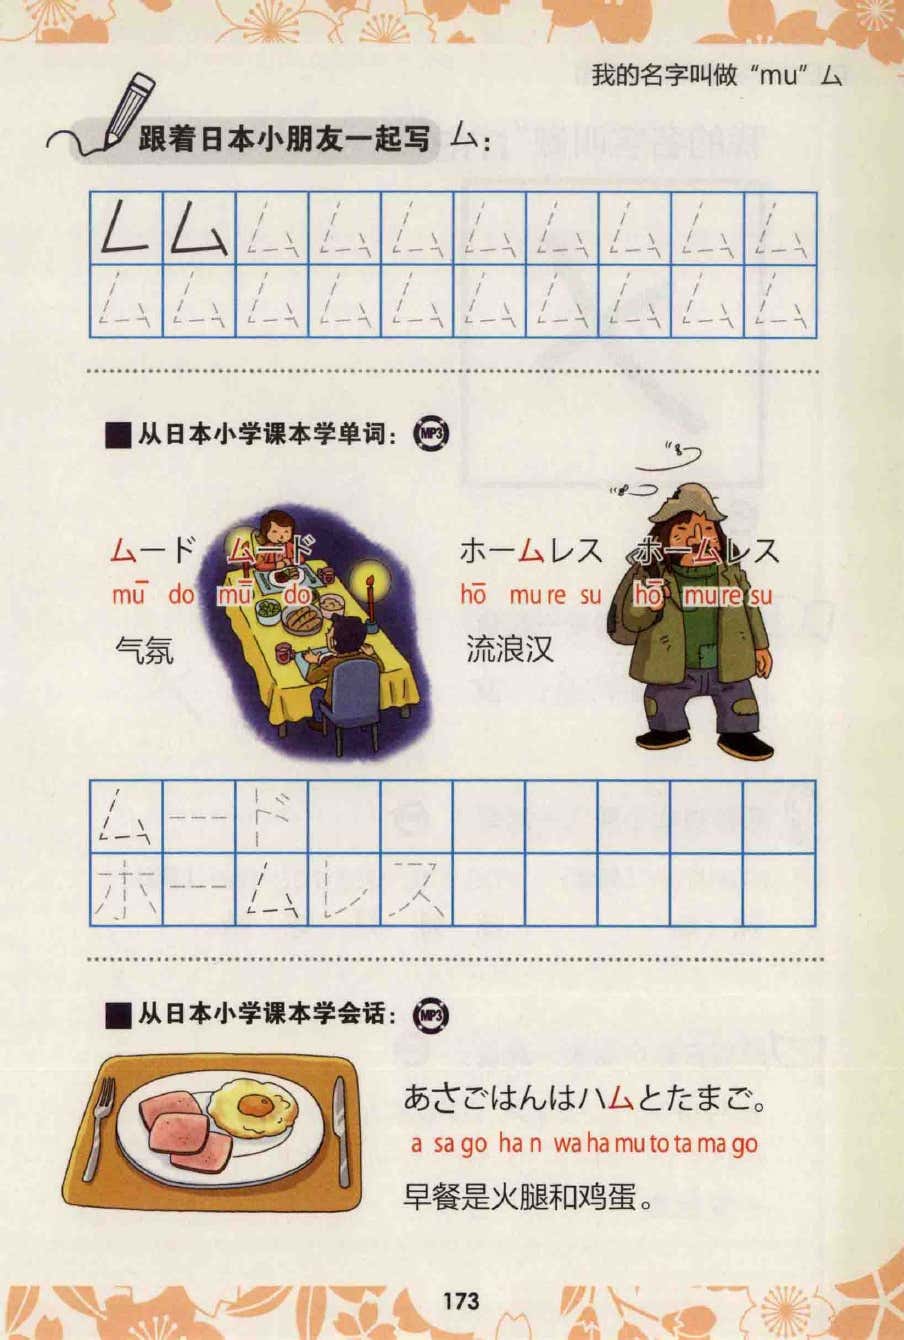 我的名字叫做“mu”ム
跟着日本小朋友一起写 ム：
ム ム ム ム ム ム ム ム ム
ム ム ム ム ム ム ム ム ム ム
从日本小学课本学单词： MP3
ムード ムード
mū do mū do
气氛
ホームレス ホームレス
hō mu re su hō mu re su
流浪汉
ムード
ホームレス
从日本小学课本学会话： MP3
あさごはんはハムとたまご。
a sa go ha n wa ha mu to ta ma go
早餐是火腿和鸡蛋。
173